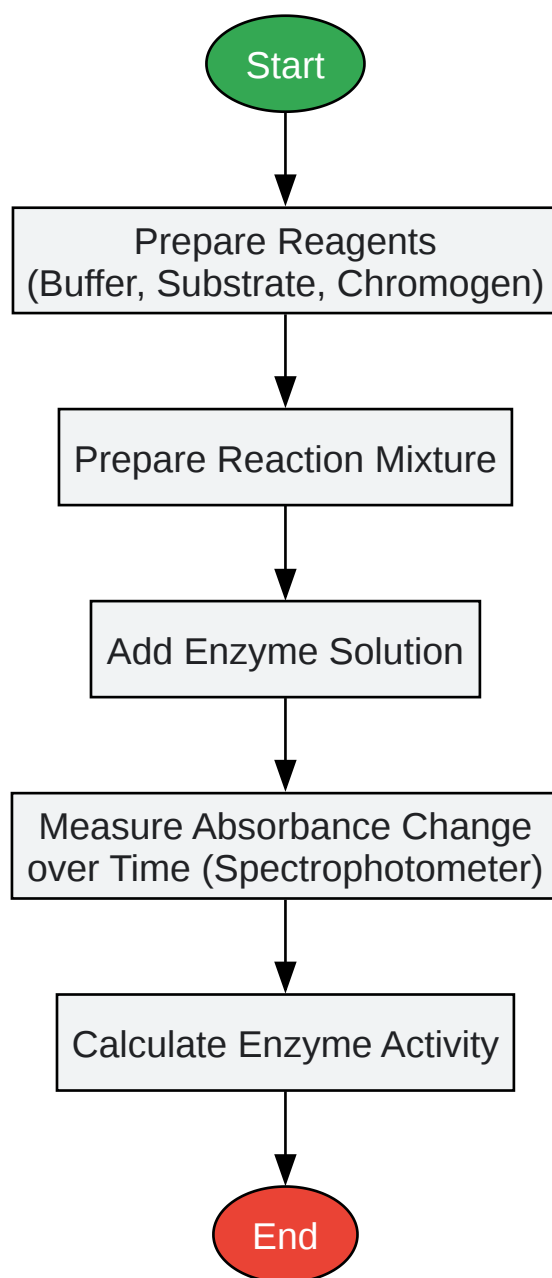 Start
Prepare Reagents
(Buffer, Substrate, Chromogen)
Prepare Reaction Mixture
Add Enzyme Solution
Measure Absorbance Change
over Time (Spectrophotometer)
Calculate Enzyme Activity
End